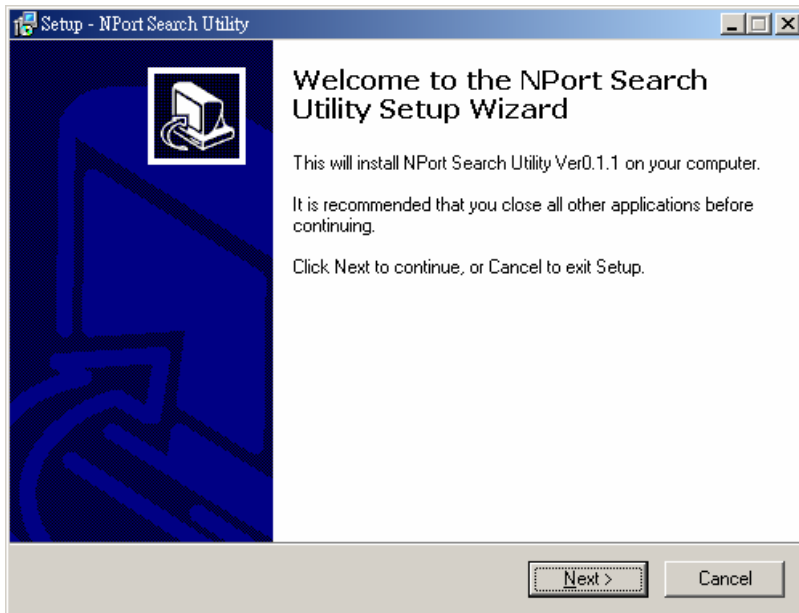 Setup - NPort Search Utility
Welcome to the NPort Search
Utility Setup Wizard
This will install NPort Search Utility Ver0.1.1 on your computer.
It is recommended that you close all other applications before
continuing.
Click Next to continue, or Cancel to exit Setup.
Next >
Cancel